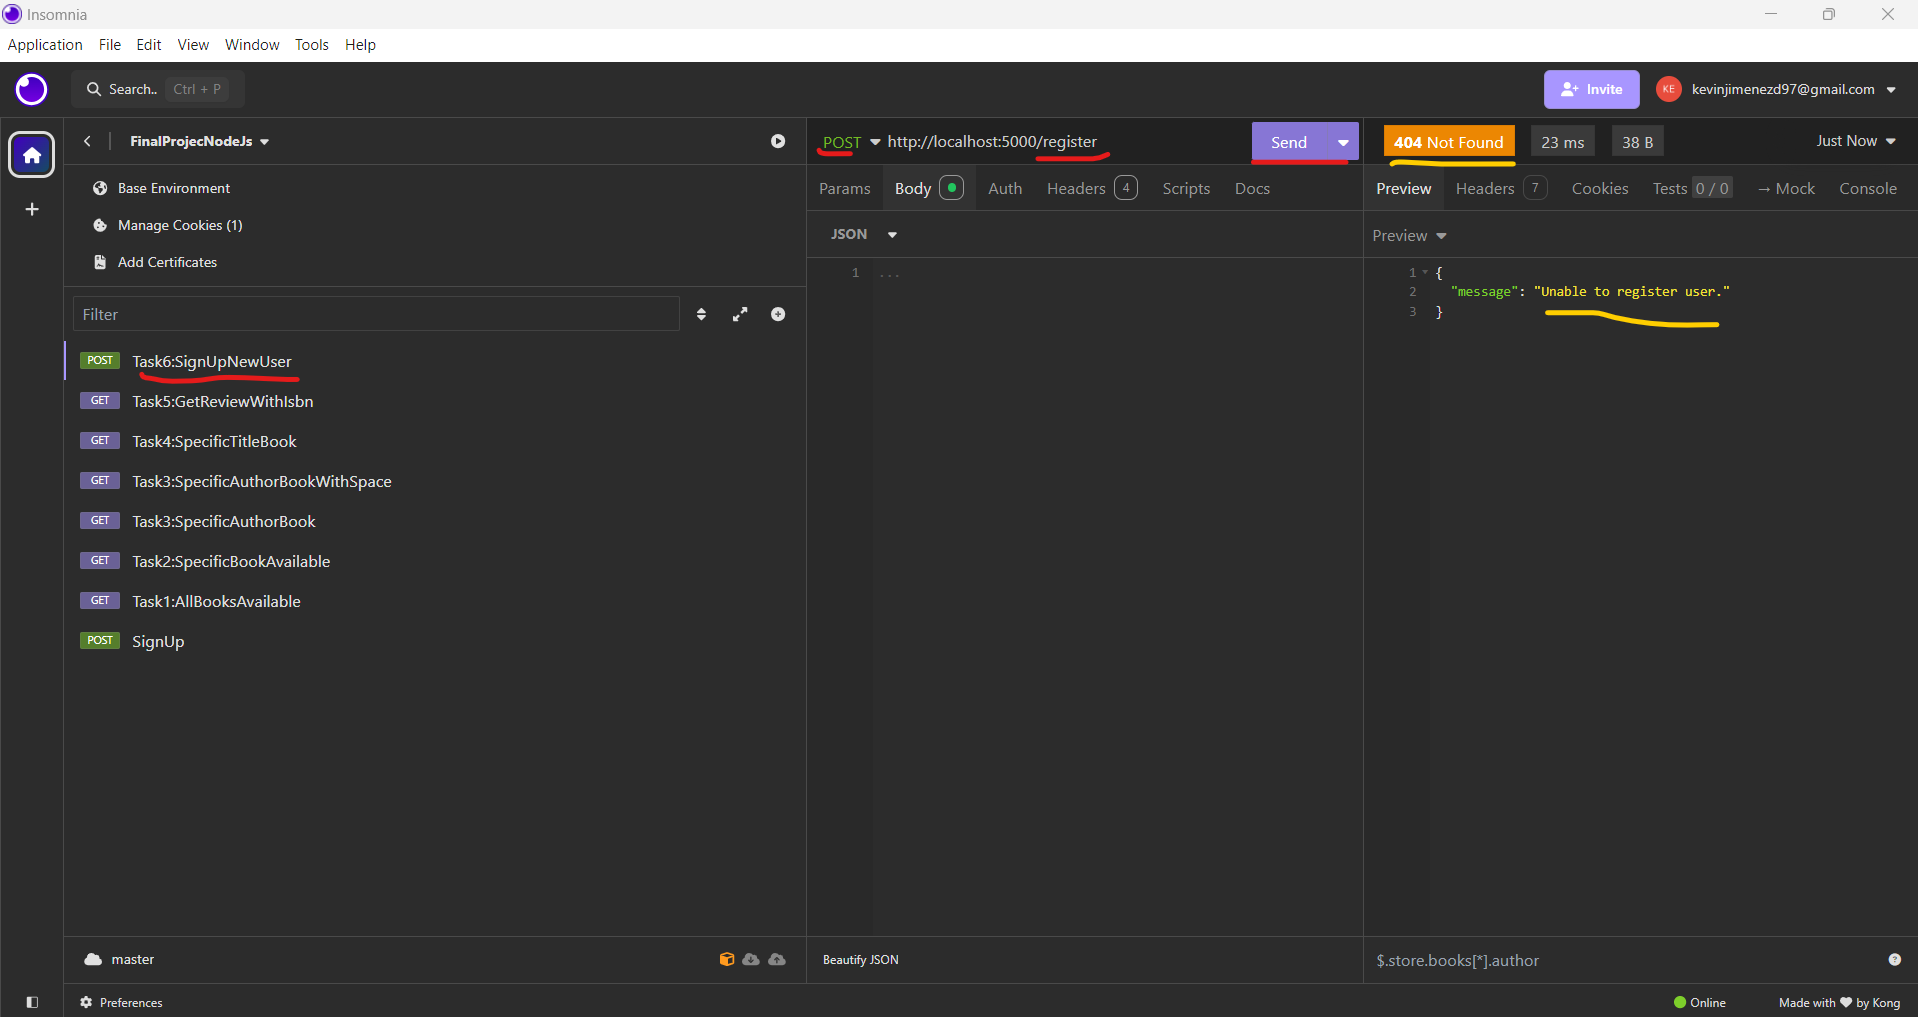 Insomnia
Application File Edit View Window Tools Help
Search.. Ctrl + P
Invite
KE kevinjimenezd97@gmail.com
FinalProjecNodeJs
POST http://localhost:5000/register
Send
404 Not Found 23 ms 38 B
Just Now
Base Environment
Manage Cookies (1)
Add Certificates
Params Body Auth Headers 4 Scripts Docs
Preview Headers 7 Cookies Tests 0 / 0 → Mock Console
JSON
Preview
1 ...
1 {
2 "message": "Unable to register user."
3 }
Filter
POST Task6:SignUpNewUser
GET Task5:GetReviewWithIsbn
GET Task4:SpecificTitleBook
GET Task3:SpecificAuthorBookWithSpace
GET Task3:SpecificAuthorBook
GET Task2:SpecificBookAvailable
GET Task1:AllBooksAvailable
POST SignUp
master
Beautify JSON
$.store.books[*].author
?
Preferences
Online
Made with ❤ by Kong